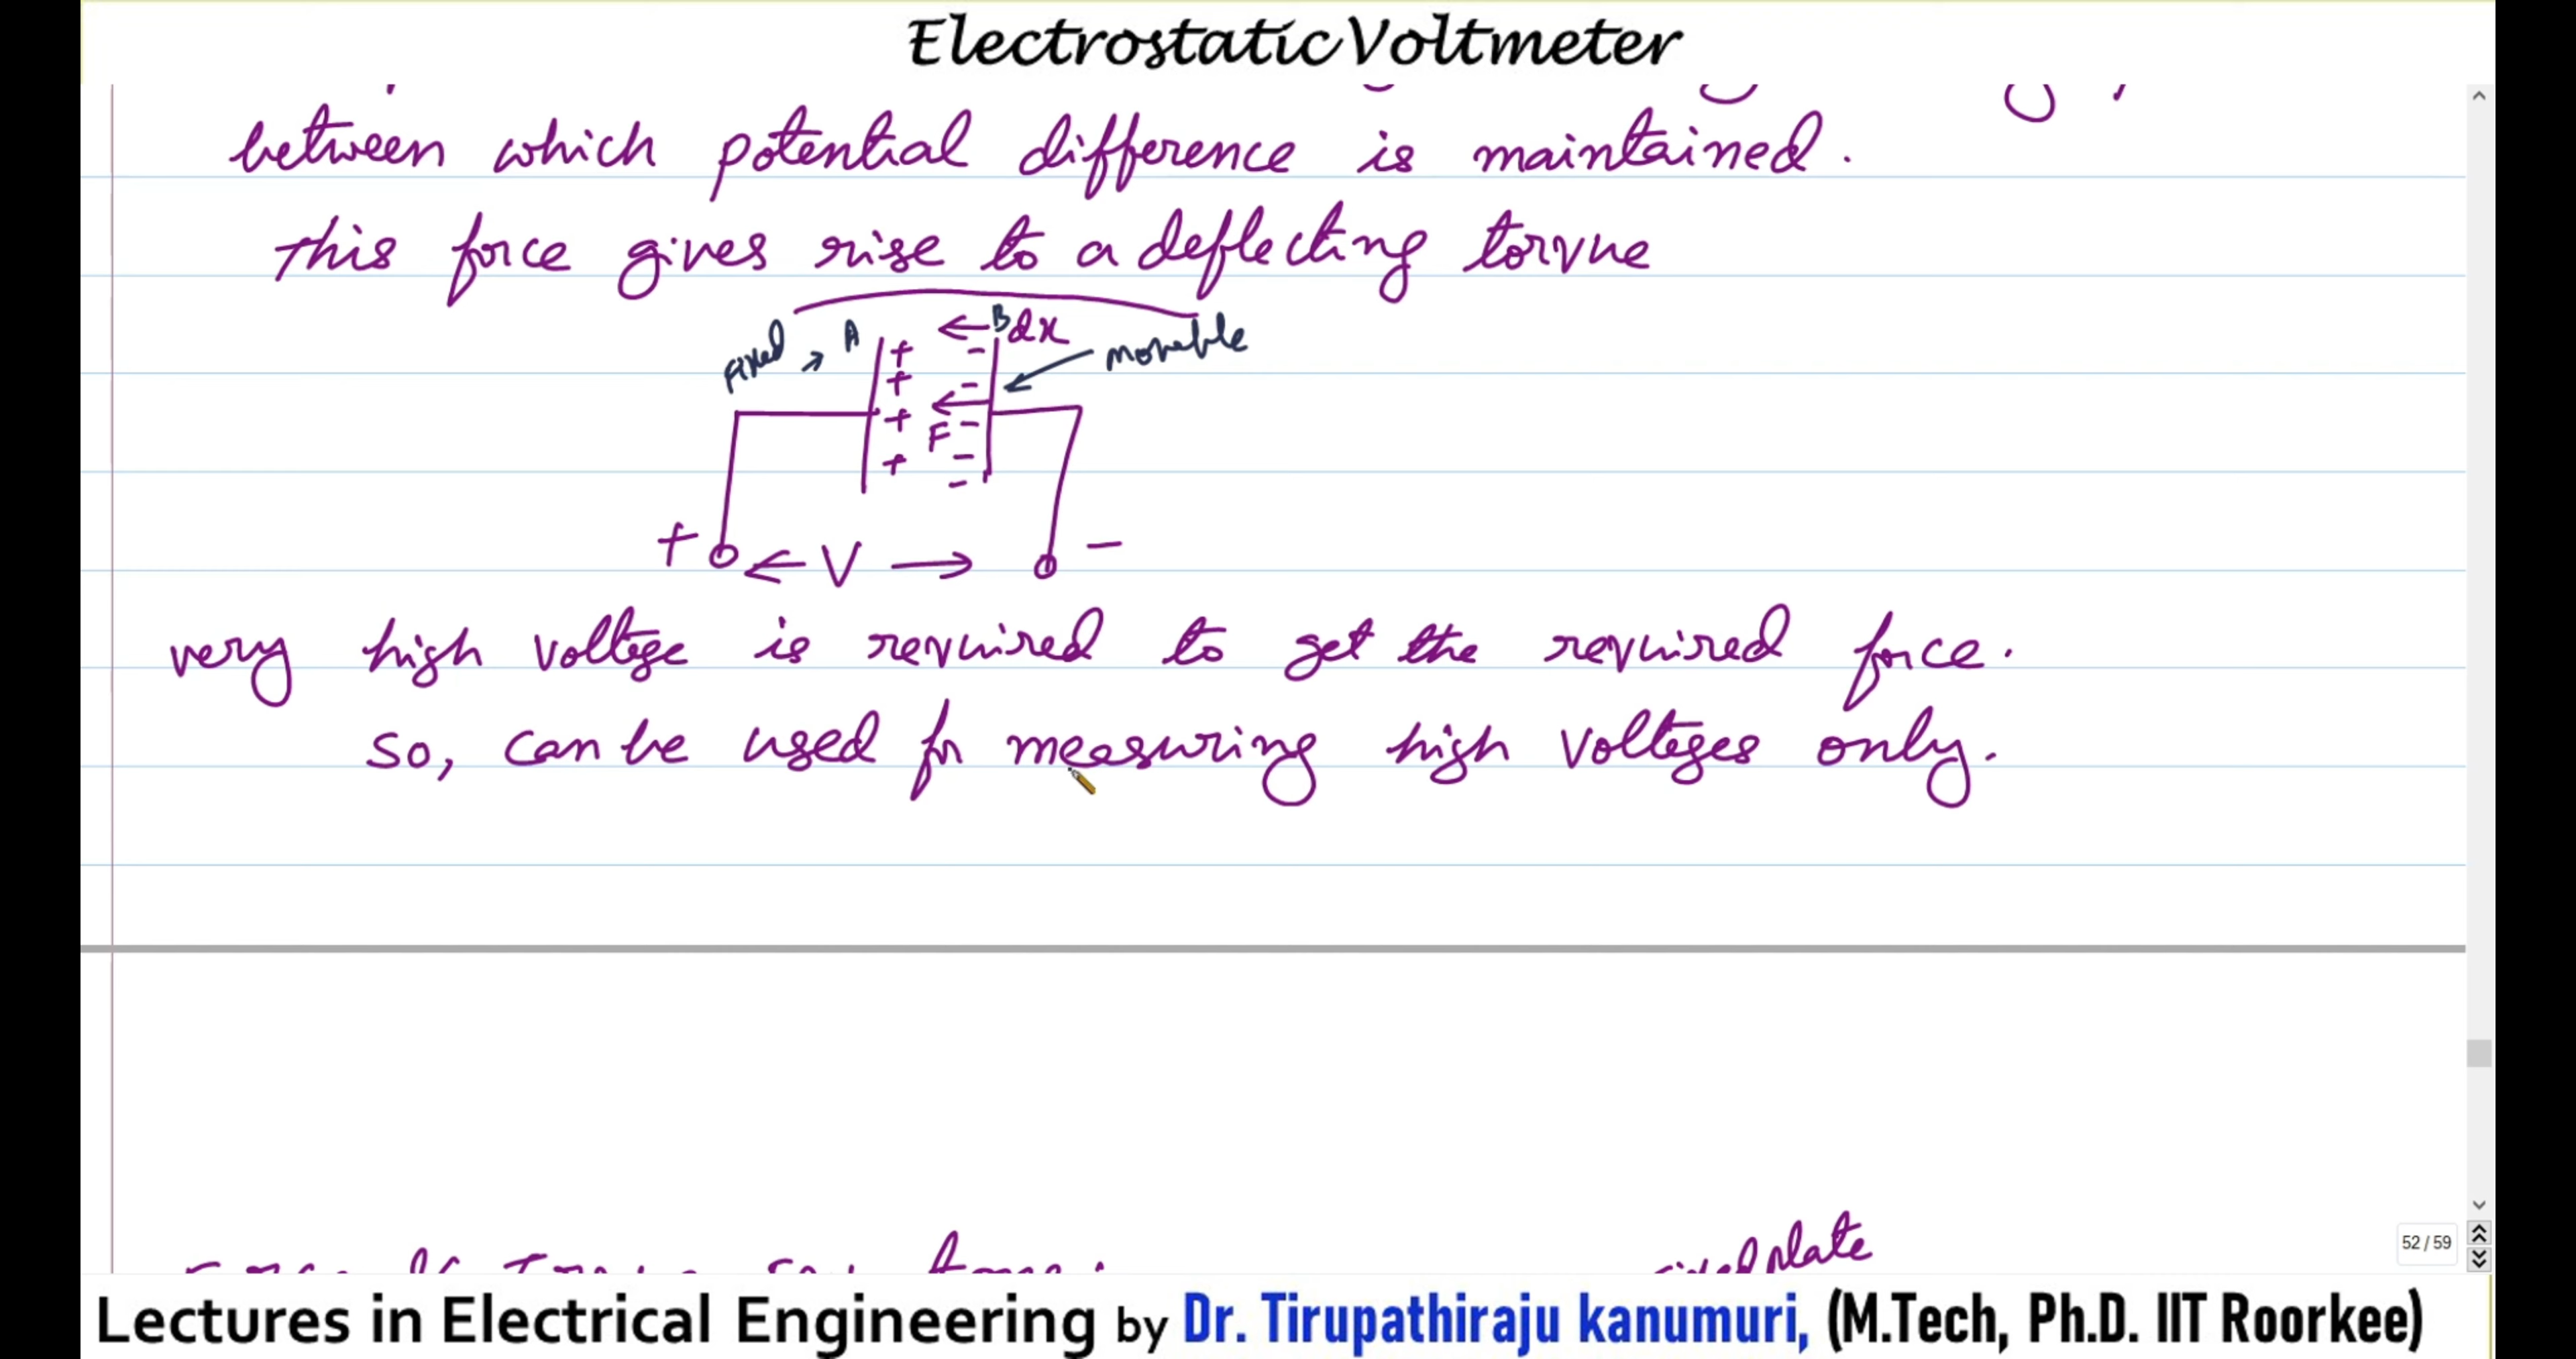 Electrostatic Voltmeter
between which potential difference is maintained.
This force gives rise to a deflecting torque
Fixed → A
B dx
movable
+ -
+ -
+ F -
+ -
-
+ V -
very high voltage is required to get the required force.
so, can be used for measuring high voltages only.
plate
52 / 59
Lectures in Electrical Engineering by Dr. Tirupathiraju kanumuri, (M.Tech, Ph.D. IIT Roorkee)